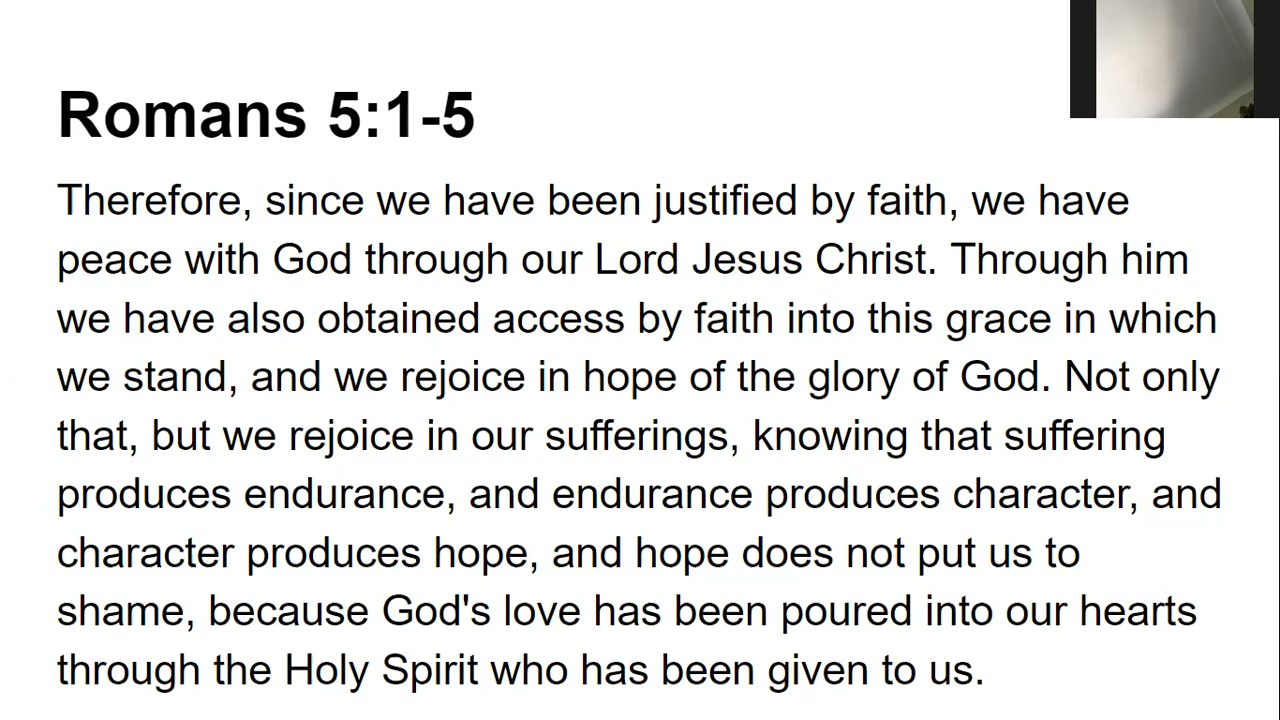 Romans 5:1-5
Therefore, since we have been justified by faith, we have
peace with God through our Lord Jesus Christ. Through him
we have also obtained access by faith into this grace in which
we stand, and we rejoice in hope of the glory of God. Not only
that, but we rejoice in our sufferings, knowing that suffering
produces endurance, and endurance produces character, and
character produces hope, and hope does not put us to
shame, because God's love has been poured into our hearts
through the Holy Spirit who has been given to us.